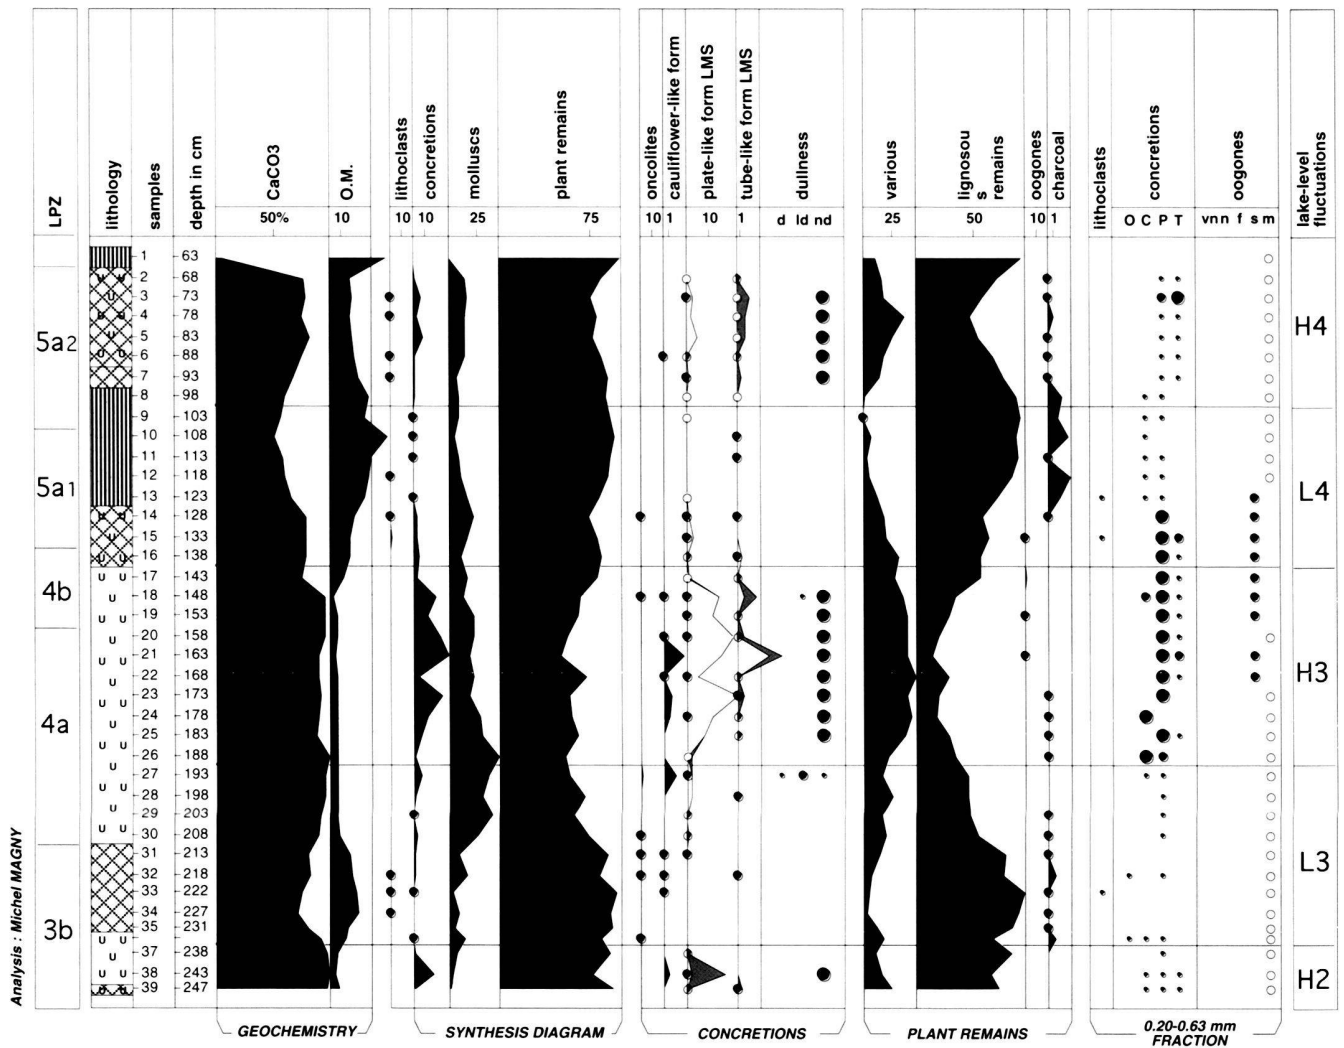 LPZ
lithology
samples
depth in cm
CaCO3
O.M.
lithoclasts
concretions
molluscs
plant remains
oncolites
cauliflower-like form
plate-like form LMS
tube-like form LMS
dullness
various
lignosou
s
remains
oogones
charcoal
lithoclasts
concretions
oogones
lake-level
fluctuations
50% 10 10 10 25 75 10 1 10 1 d ld nd 25 50 10 1 O C P T vn n f s m
1 63
2 68
3 73
4 78
5 83
6 88
7 93
8 98
9 103
10 108
11 113
12 118
13 123
14 128
15 133
16 138
17 143
18 148
19 153
20 158
21 163
22 168
23 173
24 178
25 183
26 188
27 193
28 198
29 203
30 208
31 213
32 218
33 222
34 227
35 231
37 238
38 243
39 247
5a2
5a1
4b
4a
3b
H4
L4
H3
L3
H2
GEOCHEMISTRY
SYNTHESIS DIAGRAM
CONCRETIONS
PLANT REMAINS
0.20-0.63 mm
FRACTION
Analysis : Michel MAGNY